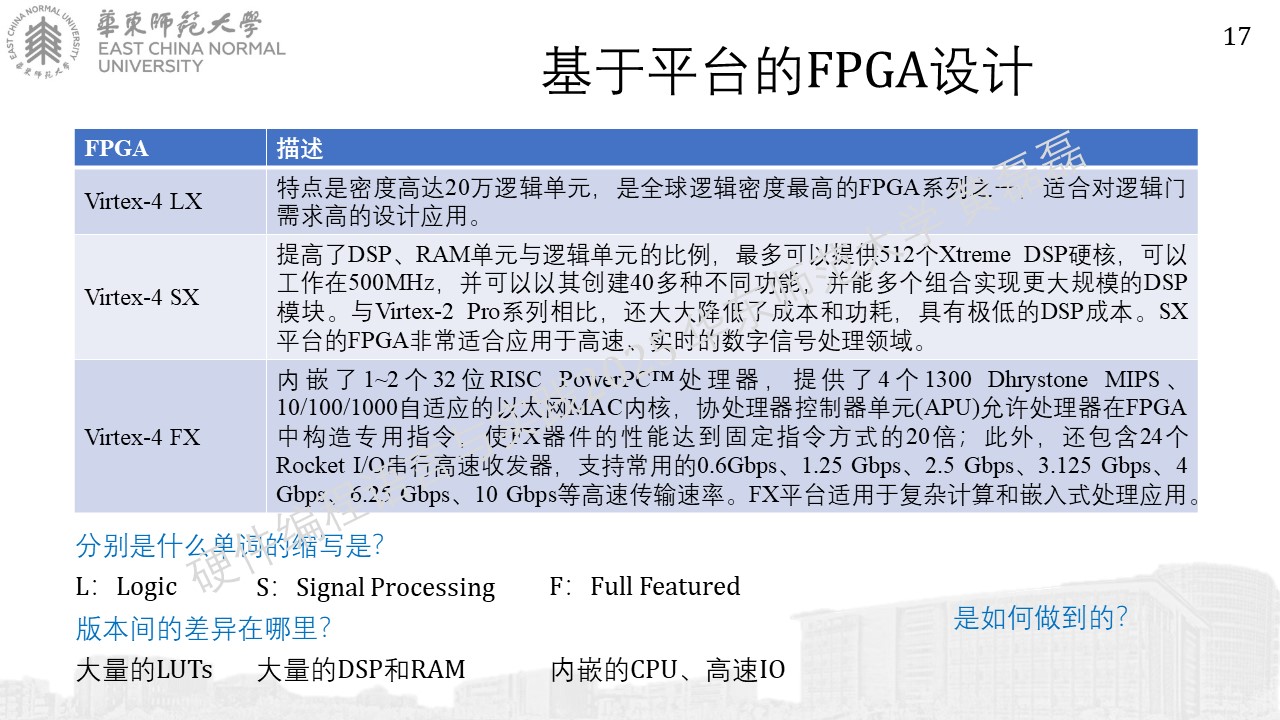 華東師範大學
EAST CHINA NORMAL
UNIVERSITY
EAST CHINA NORMAL UNIVERSITY
華東師範大學
17
基于平台的FPGA设计
FPGA
描述
Virtex-4 LX
特点是密度高达20万逻辑单元，是全球逻辑密度最高的FPGA系列之一，适合对逻辑门
需求高的设计应用。
Virtex-4 SX
提高了DSP、RAM单元与逻辑单元的比例，最多可以提供512个Xtreme DSP硬核，可以
工作在500MHz，并可以以其创建40多种不同功能，并能多个组合实现更大规模的DSP
模块。与Virtex-2 Pro系列相比，还大大降低了成本和功耗，具有极低的DSP成本。SX
平台的FPGA非常适合应用于高速、实时的数字信号处理领域。
Virtex-4 FX
内嵌了1~2个32位RISC PowerPC™处理器，提供了4个1300 Dhrystone MIPS、
10/100/1000自适应的以太网MAC内核，协处理器控制器单元(APU)允许处理器在FPGA
中构造专用指令，使FX器件的性能达到固定指令方式的20倍；此外，还包含24个
Rocket I/O串行高速收发器，支持常用的0.6Gbps、1.25 Gbps、2.5 Gbps、3.125 Gbps、4
Gbps、6.25 Gbps、10 Gbps等高速传输速率。FX平台适用于复杂计算和嵌入式处理应用。
分别是什么单词的缩写是？
L：Logic
S：Signal Processing
F：Full Featured
版本间的差异在哪里？
是如何做到的？
大量的LUTs
大量的DSP和RAM
内嵌的CPU、高速IO